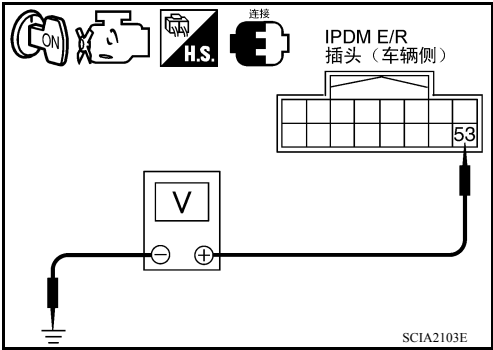 ON
H.S.
连接
IPDM E/R
插头（车辆侧）
53
V
− +
SCIA2103E